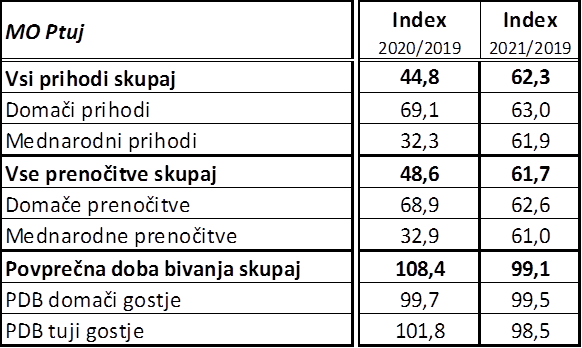 MO Ptuj Index 2020/2019 Index 2021/2019
Vsi prihodi skupaj 44,8 62,3
Domači prihodi 69,1 63,0
Mednarodni prihodi 32,3 61,9
Vse prenočitve skupaj 48,6 61,7
Domače prenočitve 68,9 62,6
Mednarodne prenočitve 32,9 61,0
Povprečna doba bivanja skupaj 108,4 99,1
PDB domači gostje 99,7 99,5
PDB tuji gostje 101,8 98,5